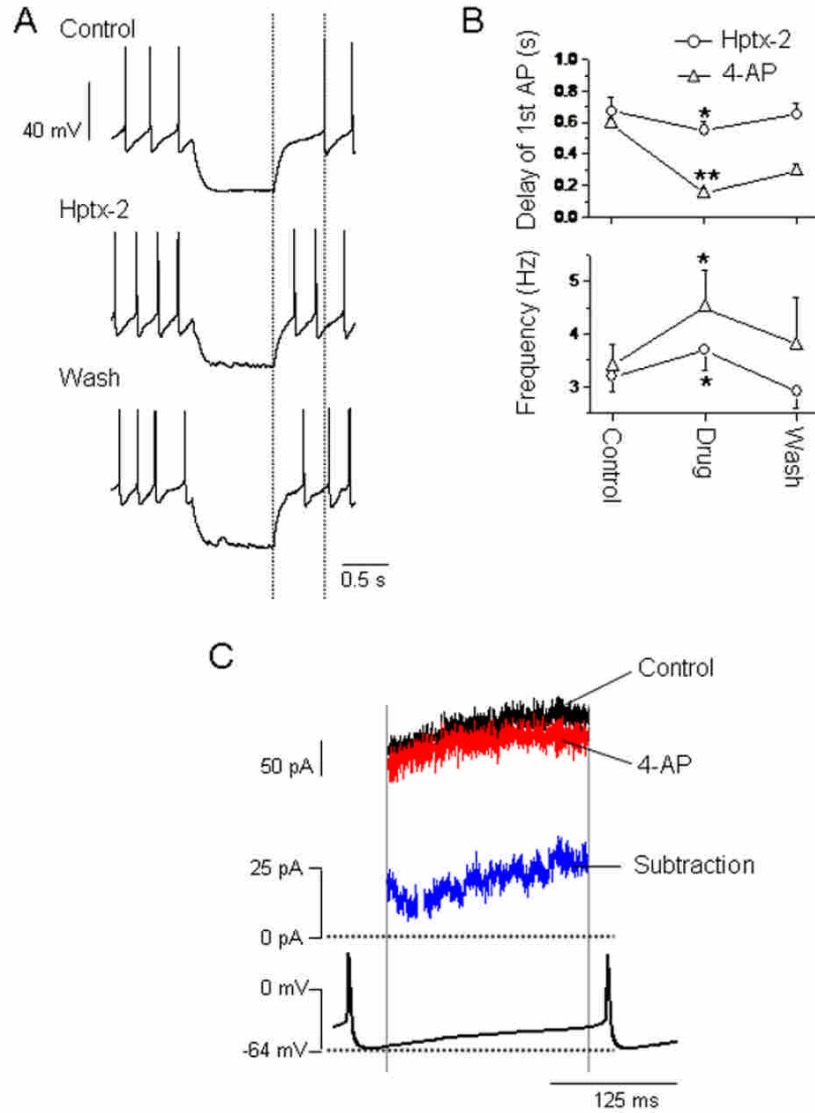 A
Control
40 mV
Hptx-2
Wash
0.5 s
B
Hptx-2
4-AP
Delay of 1st AP (s)
1.0
0.8
0.6
0.4
0.2
0.0
*
**
Frequency (Hz)
5
4
3
*
*
Control
Drug
Wash
C
Control
50 pA
4-AP
25 pA
Subtraction
0 pA
0 mV
-64 mV
125 ms